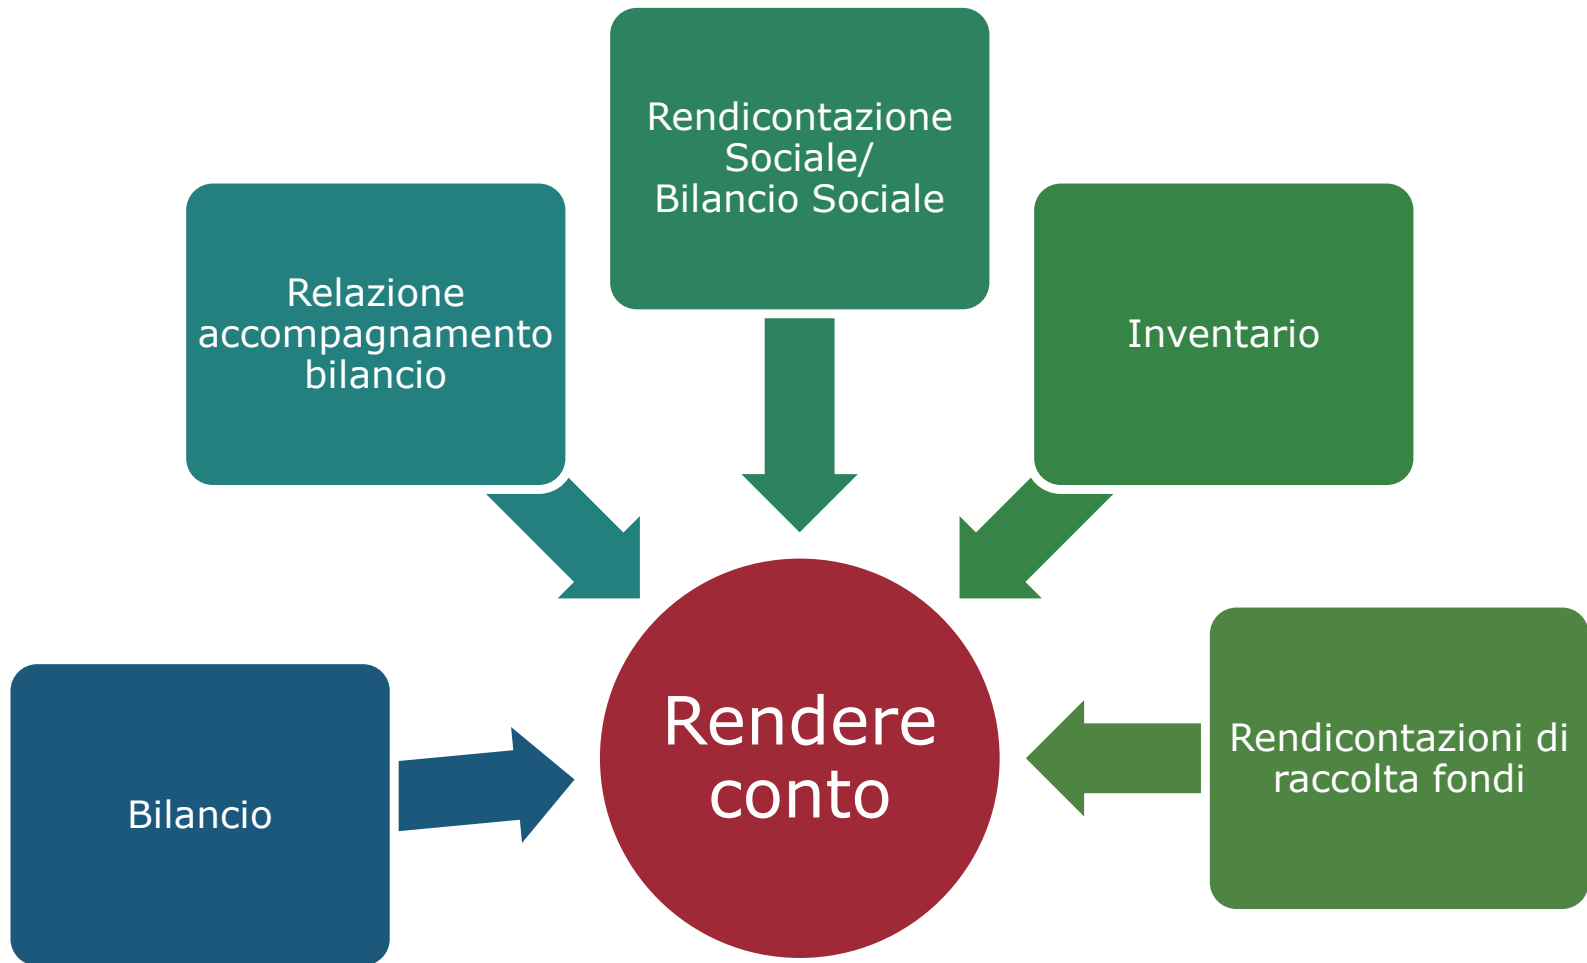 Rendicontazione
Sociale/
Bilancio Sociale
Relazione
accompagnamento
bilancio
Inventario
Rendere
conto
Rendicontazioni di
raccolta fondi
Bilancio